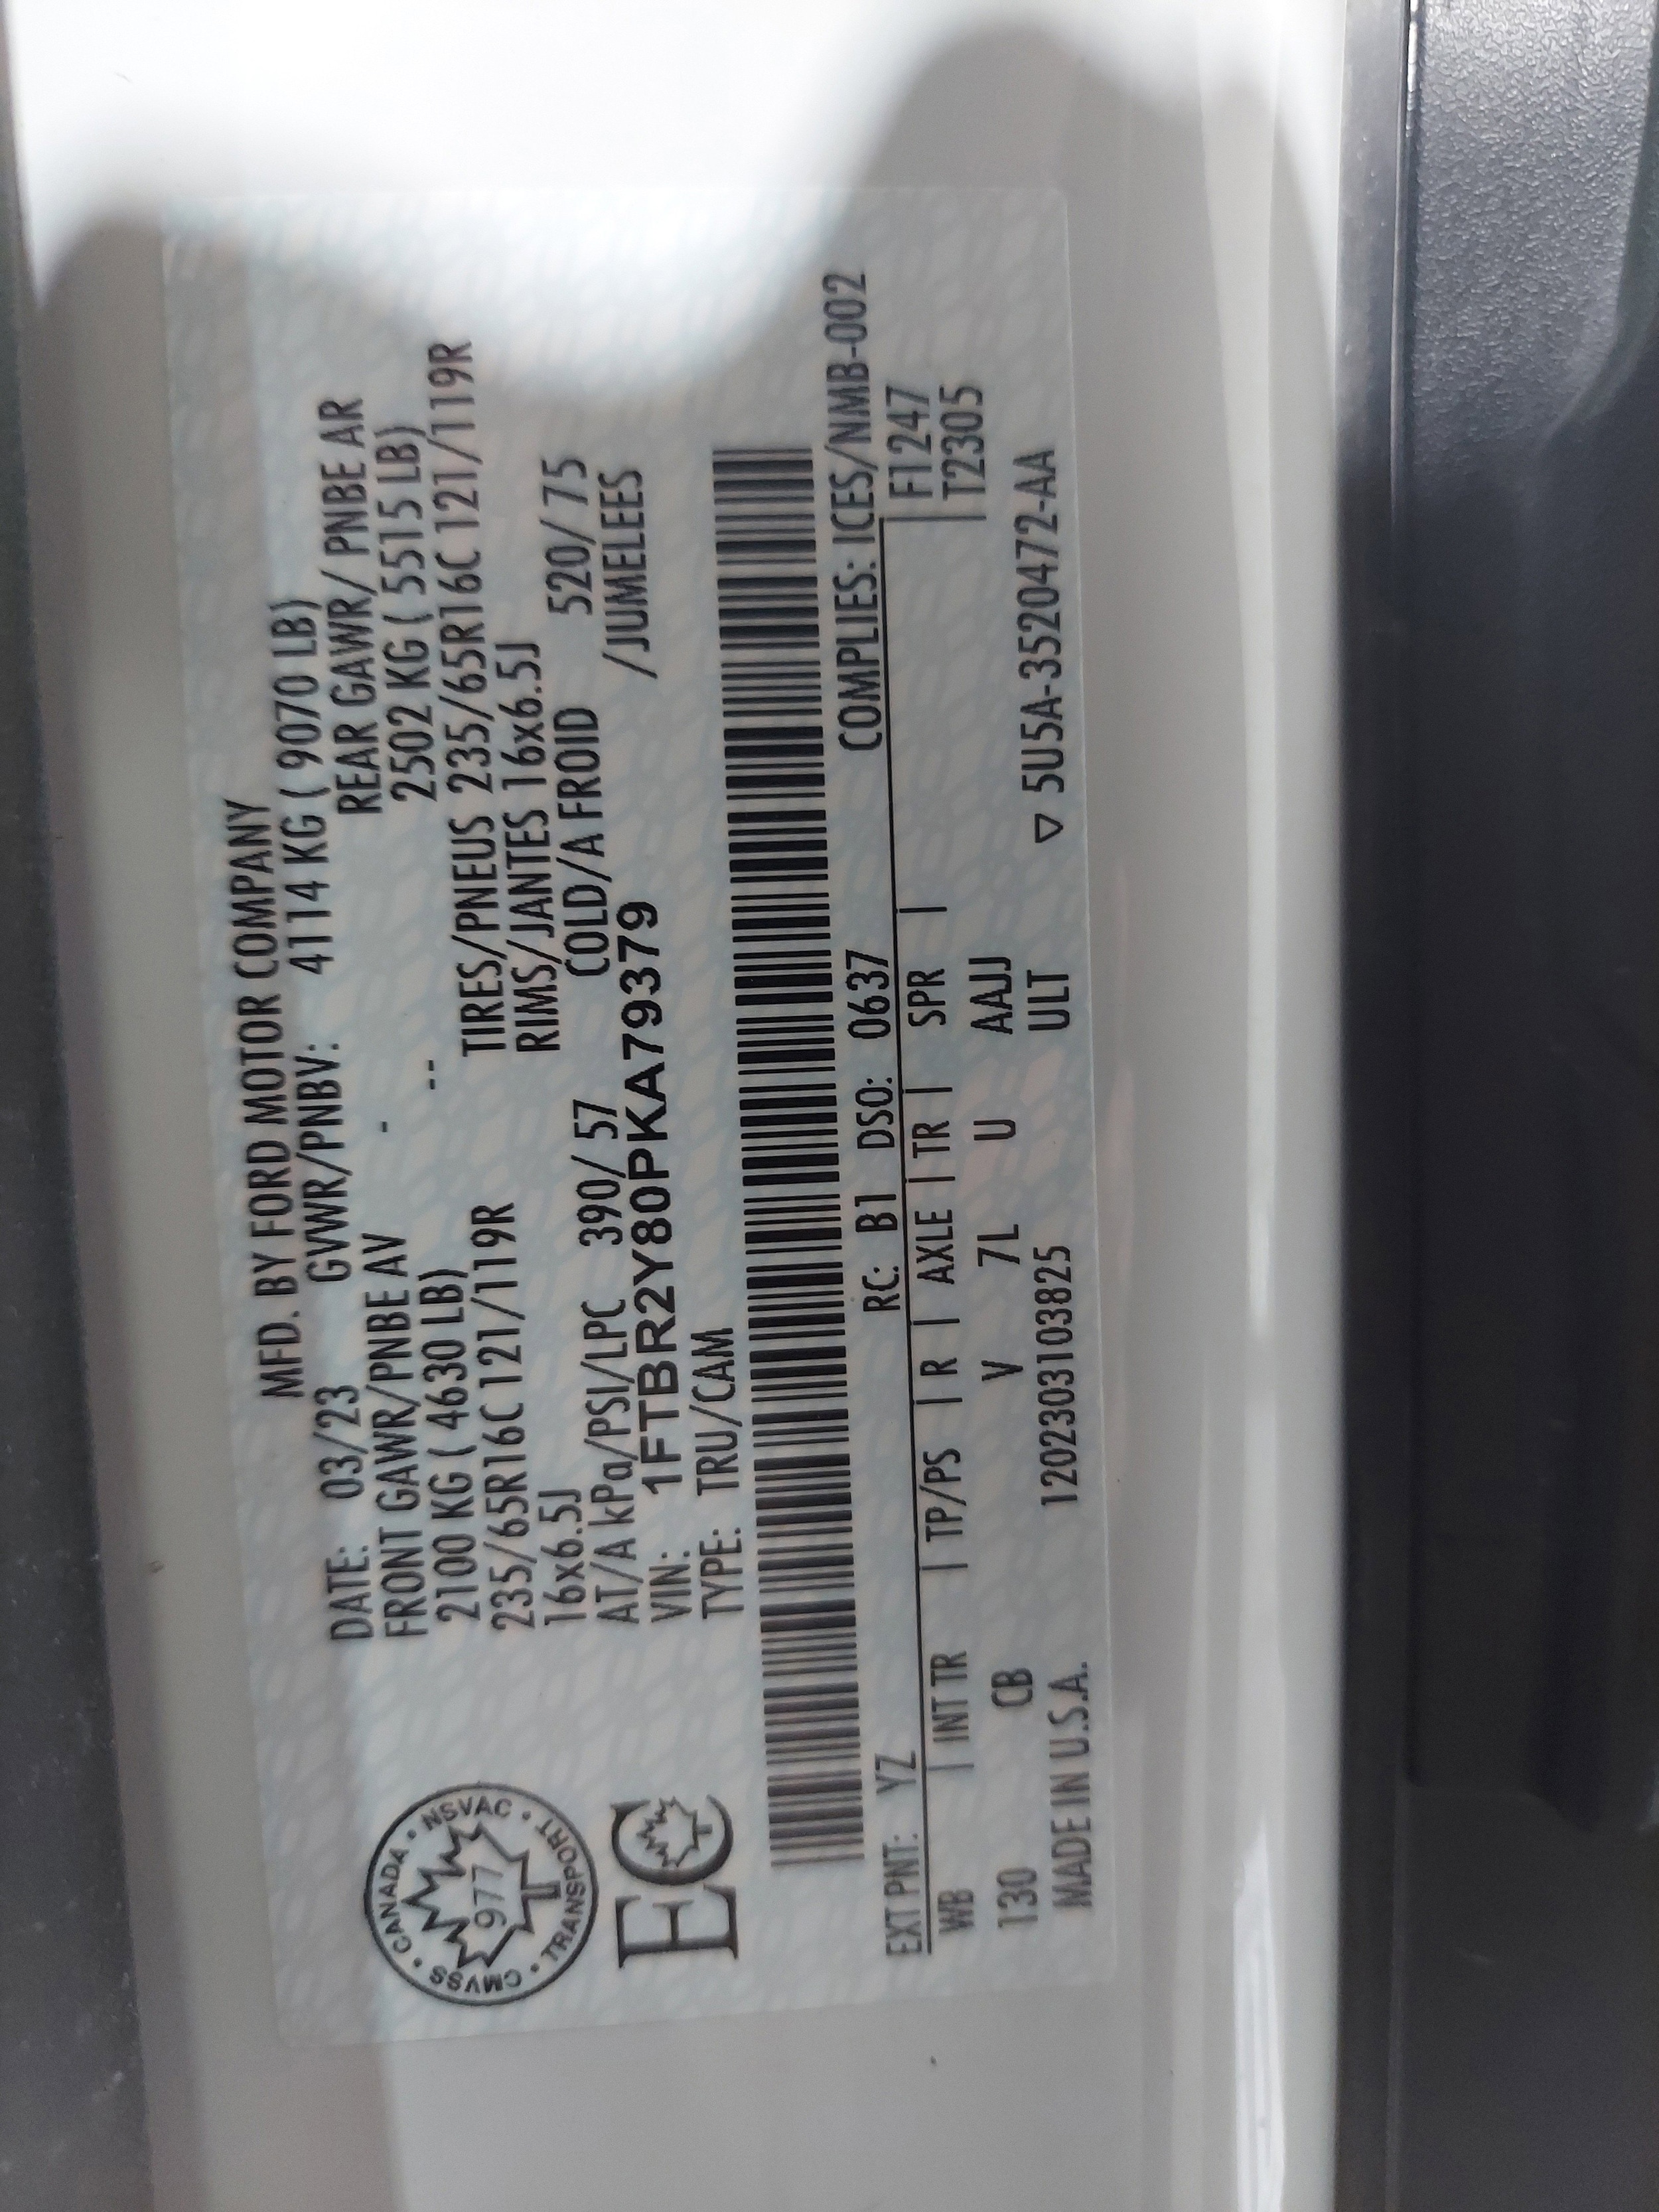 MFD. BY FORD MOTOR COMPANY
DATE: 03/23 GVWR/PNBV: 4114 KG ( 9070 LB)
FRONT GAWR/PNBE AV - REAR GAWR/ PNBE AR
2100 KG ( 4630 LB) -- 2502 KG ( 5515 LB)
235/65R16C 121/119R TIRES/PNEUS 235/65R16C 121/119R
16x6.5J RIMS/JANTES 16x6.5J
AT/A kPa/PSI/LPC 390/ 57 COLD/A FROID 520/ 75
VIN: 1FTBR2Y80PKA79379 /JUMELEES
TYPE: TRU/CAM
CMVSS • CANADA • NSVAC • TRANSPORT •
977
EC
EXT PNT: YZ RC: B1 DSO: 0637 COMPLIES: ICES/NMB-002
WB | INT TR | TP/PS | R | AXLE | TR | SPR | | F1247
| T2305
130 CB V 7L U AAJJ
MADE IN U.S.A. 1202303103825 ULT ▽ 5U5A-3520472-AA